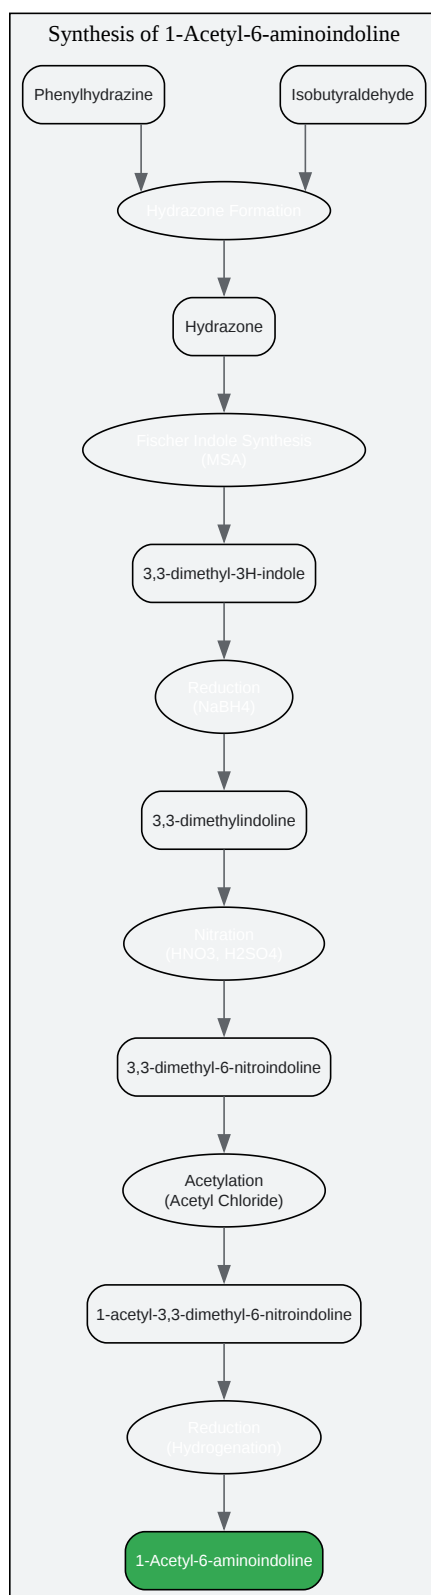 Synthesis of 1-Acetyl-6-aminoindoline
Phenylhydrazine
Isobutyraldehyde
Hydrazone Formation
Hydrazone
Fischer Indole Synthesis
(MSA)
3,3-dimethyl-3H-indole
Reduction
(NaBH4)
3,3-dimethylindoline
Nitration
(HNO3, H2SO4)
3,3-dimethyl-6-nitroindoline
Acetylation
(Acetyl Chloride)
1-acetyl-3,3-dimethyl-6-nitroindoline
Reduction
(Hydrogenation)
1-Acetyl-6-aminoindoline